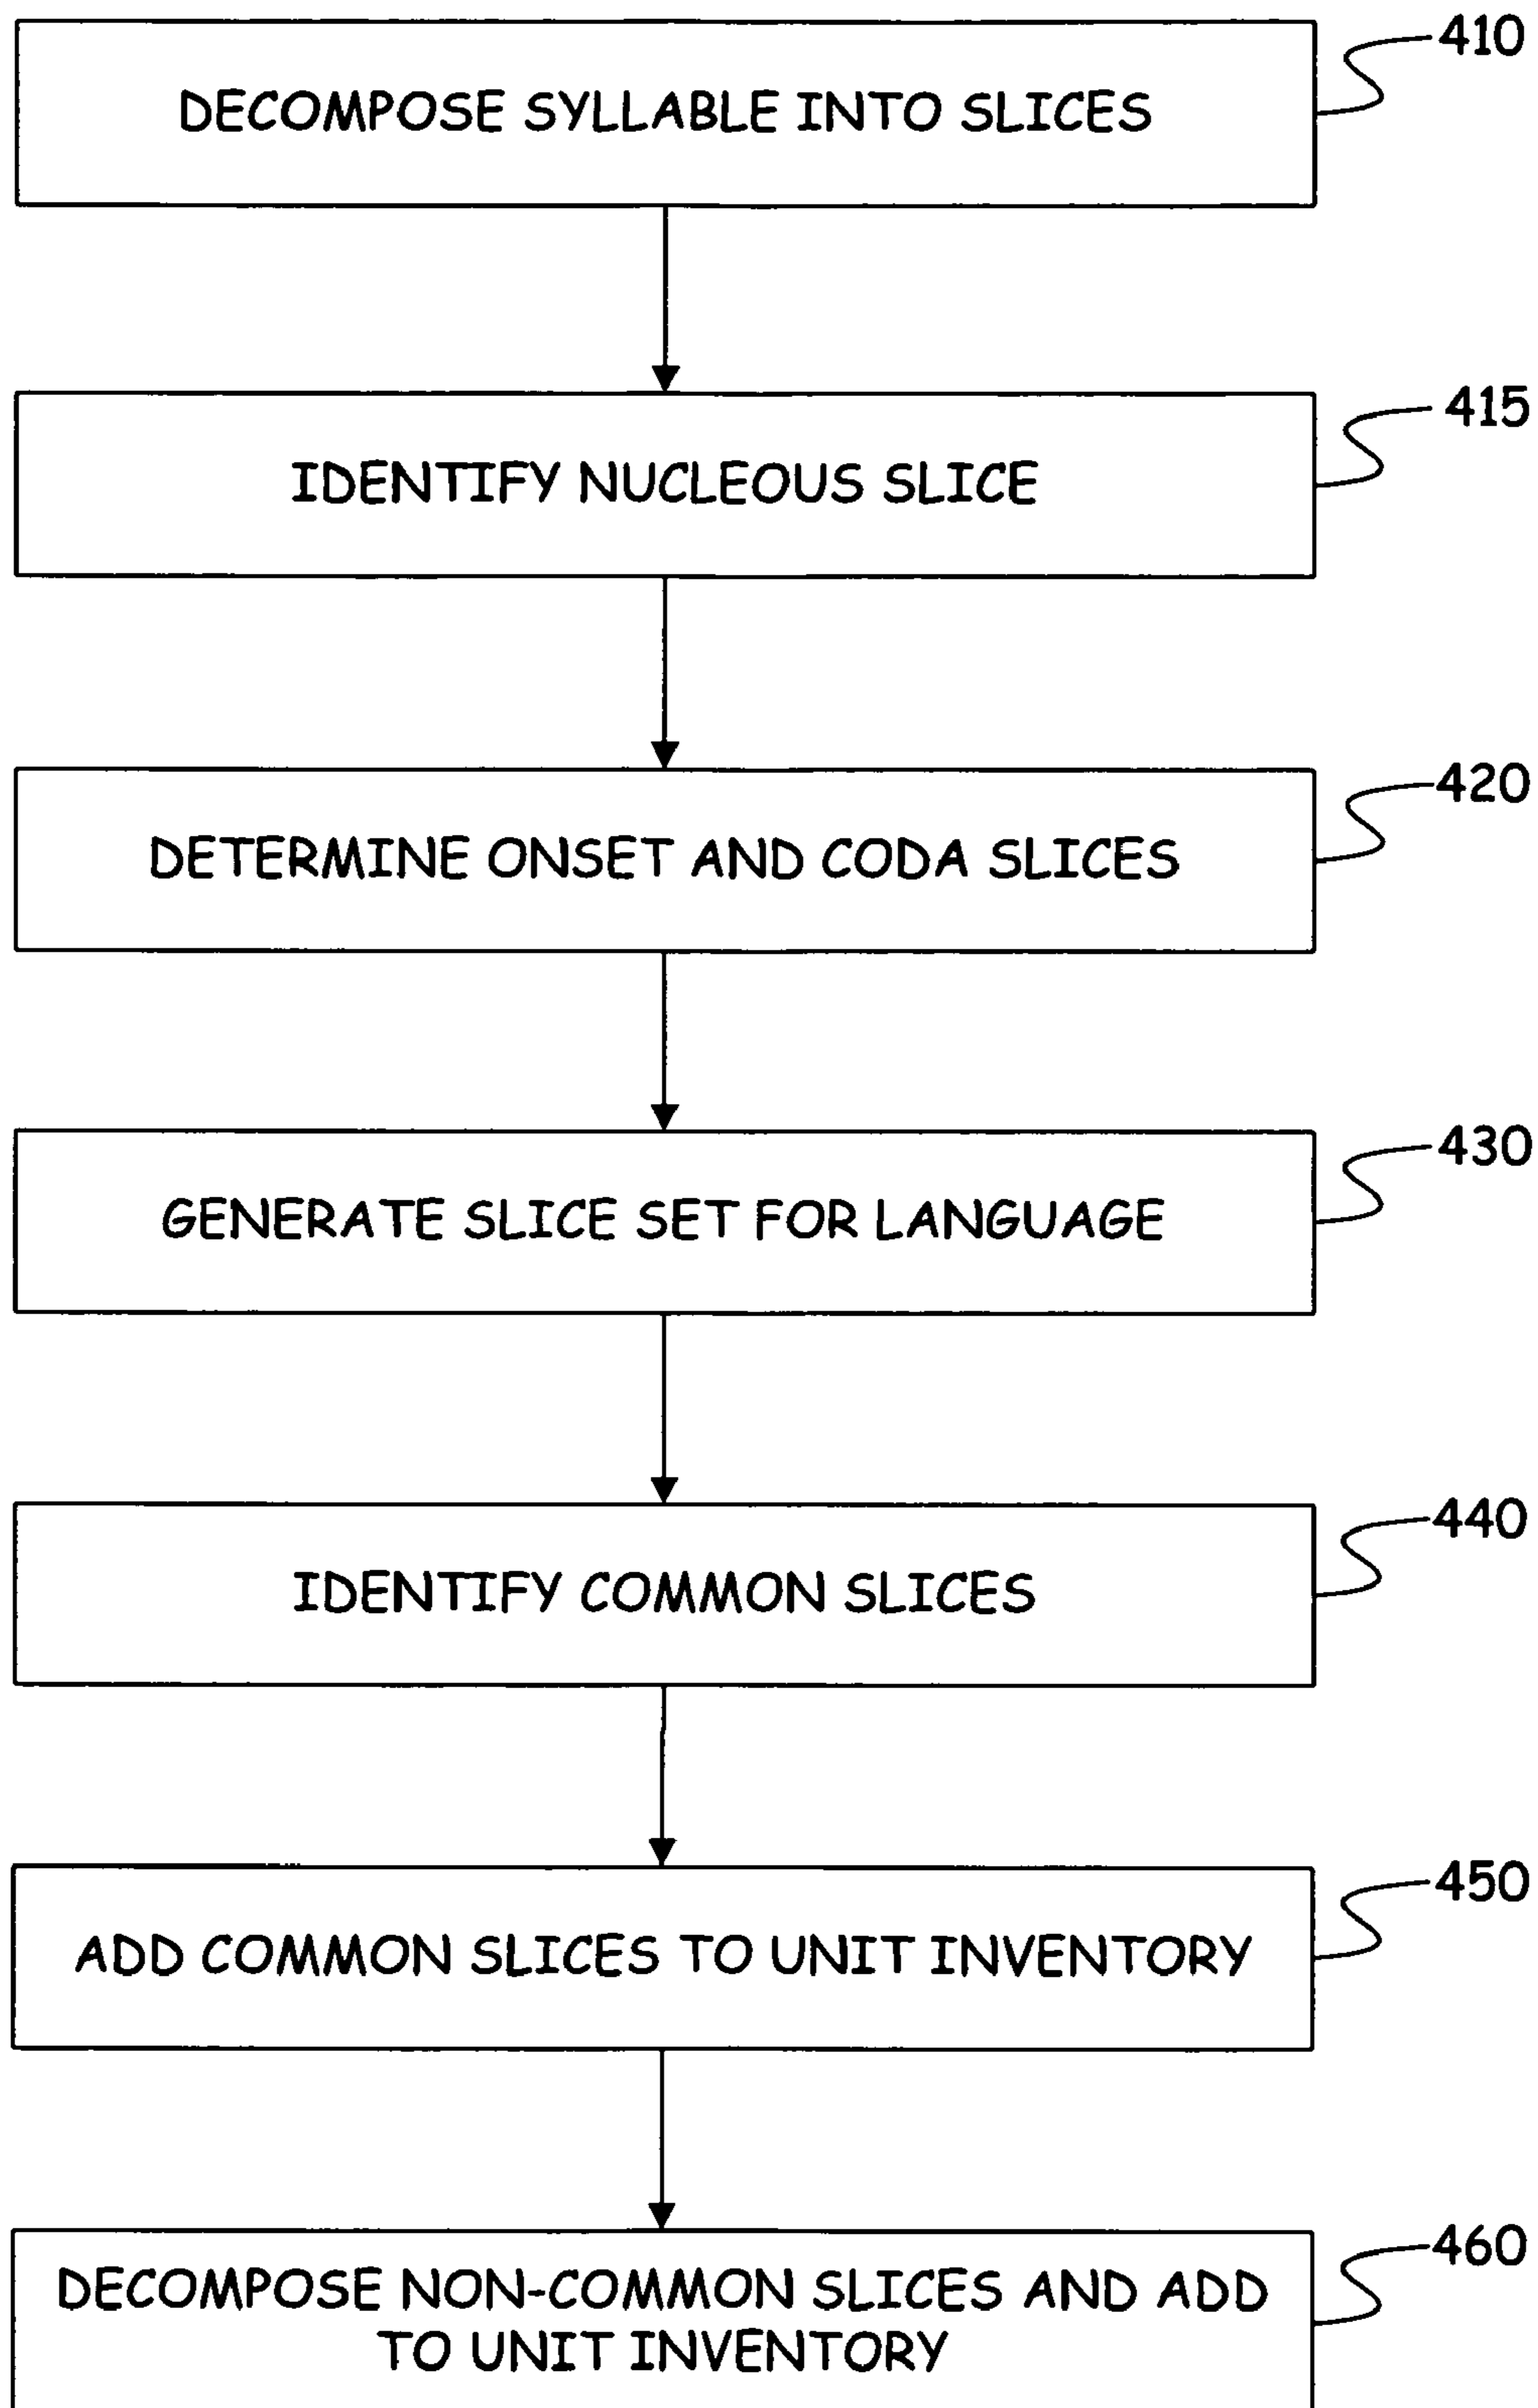 DECOMPOSE SYLLABLE INTO SLICES
410
IDENTIFY NUCLEOUS SLICE
415
DETERMINE ONSET AND CODA SLICES
420
GENERATE SLICE SET FOR LANGUAGE
430
IDENTIFY COMMON SLICES
440
ADD COMMON SLICES TO UNIT INVENTORY
450
DECOMPOSE NON-COMMON SLICES AND ADD
TO UNIT INVENTORY
460